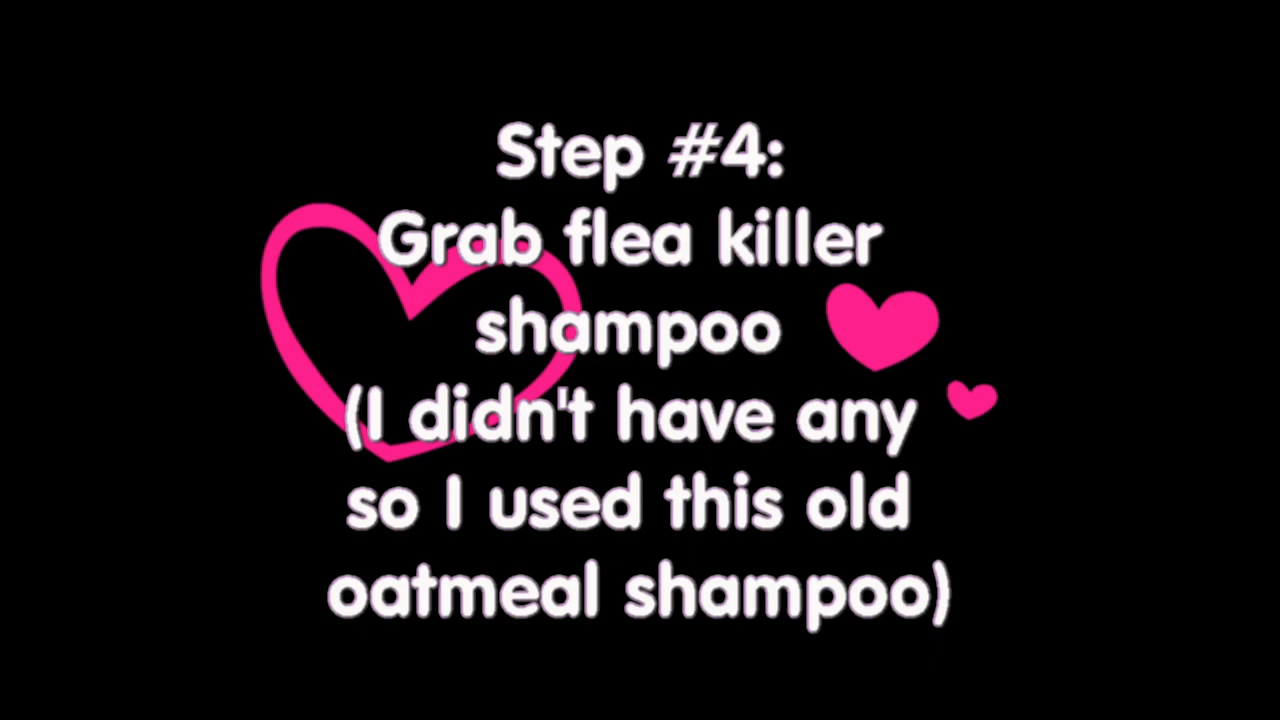 Step #4:
Grab flea killer
shampoo
(I didn't have any
so I used this old
oatmeal shampoo)